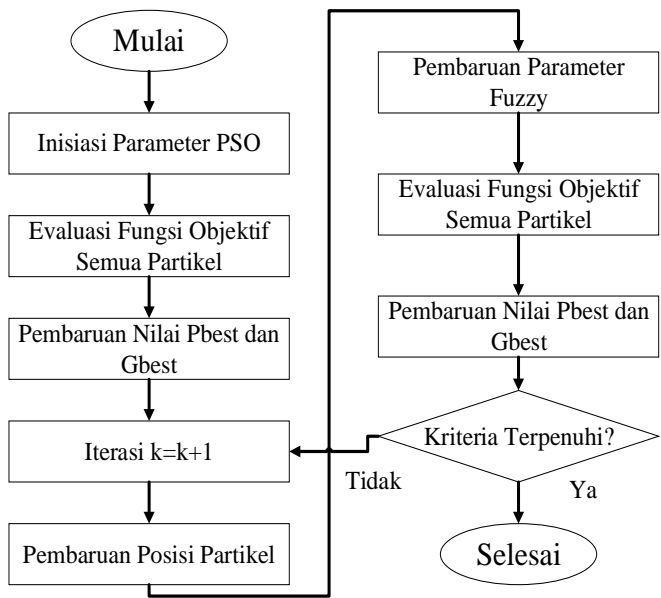 Mulai
Inisiasi Parameter PSO
Evaluasi Fungsi Objektif
Semua Partikel
Pembaruan Nilai Pbest dan
Gbest
Iterasi k=k+1
Pembaruan Posisi Partikel
Pembaruan Parameter
Fuzzy
Evaluasi Fungsi Objektif
Semua Partikel
Pembaruan Nilai Pbest dan
Gbest
Kriteria Terpenuhi?
Tidak
Ya
Selesai